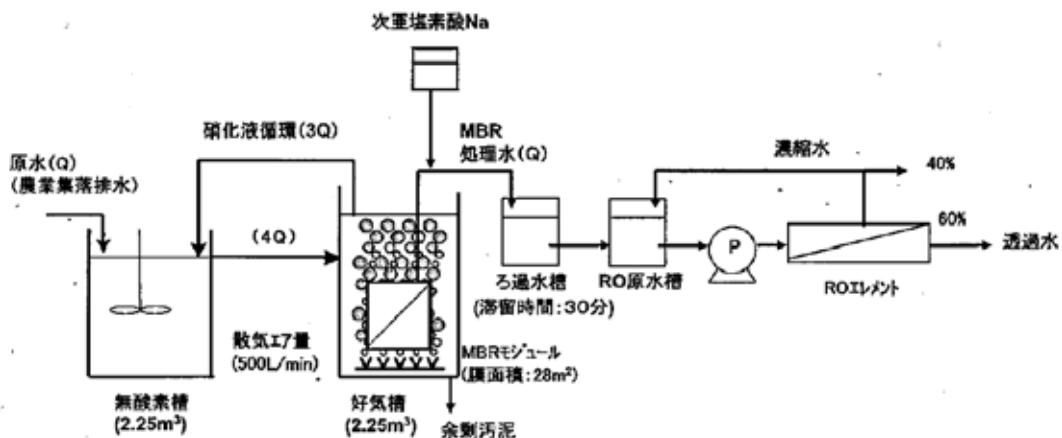 次亜塩素酸Na
硝化液循環(3Q)
MBR
処理水(Q)
濃縮水
40%
原水(Q)
(農業集落排水)
(4Q)
60%
P
透過水
ろ過水槽
(滞留時間:30分)
RO原水槽
ROエレメント
散気エア量
(500L/min)
MBRモジュール
(膜面積:28m²)
無酸素槽
(2.25m³)
好気槽
(2.25m³)
余剰汚泥